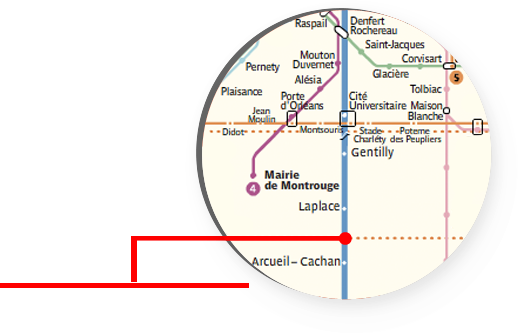 Raspail
Denfert
Rochereau
Saint-Jacques
Mouton
Duvernet
Corvisart
Pernety
Glacière
5
Alésia
Plaisance
Tolbiac
Porte
d'Orléans
Cité
Universitaire
Maison
Blanche
Jean
Moulin
Didot
Montsouris
Stade
Charléty
Poterne
des Peupliers
Gentilly
4
Mairie
de Montrouge
Laplace
Arcueil – Cachan